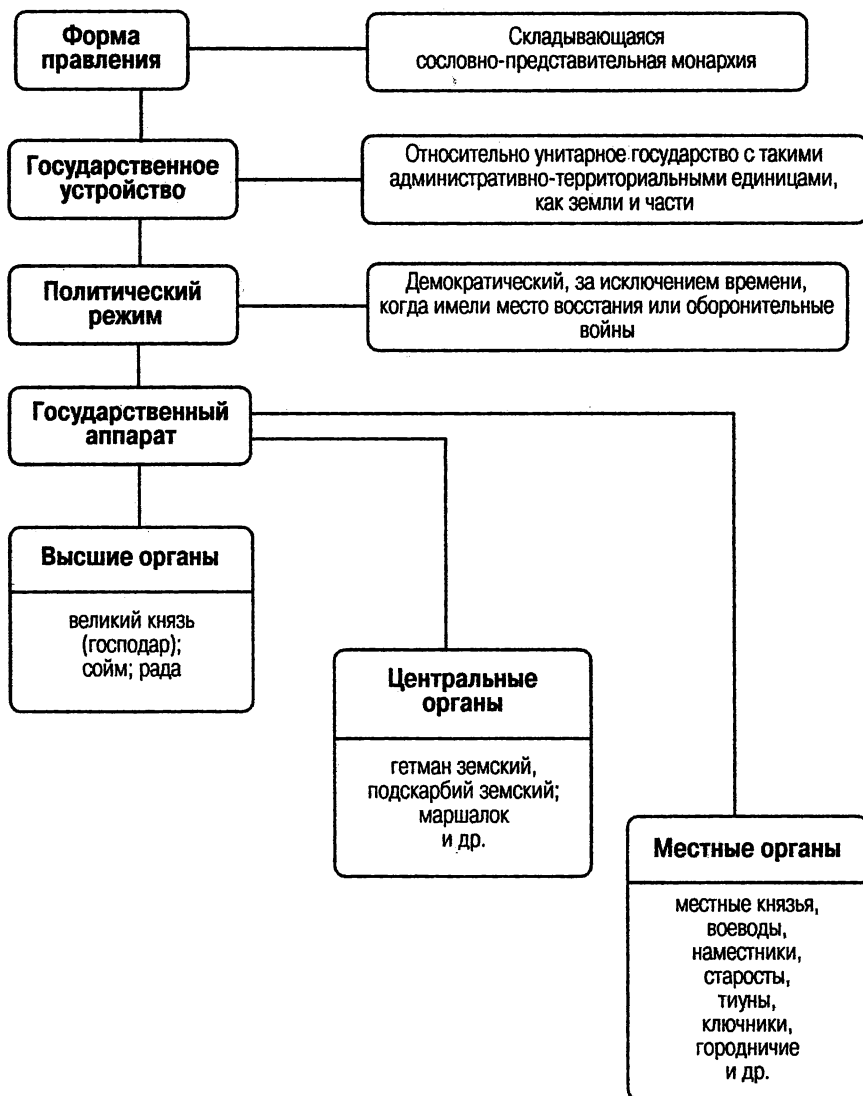 Форма
правления
Складывающаяся
сословно-представительная монархия
Государственное
устройство
Относительно унитарное государство с такими
административно-территориальными единицами,
как земли и части
Политический
режим
Демократический, за исключением времени,
когда имели место восстания или оборонительные
войны
Государственный
аппарат
Высшие органы
великий князь
(господар);
сойм; рада
Центральные
органы
гетман земский,
подскарбий земский;
маршалок
и др.
Местные органы
местные князья,
воеводы,
наместники,
старосты,
тиуны,
ключники,
городничие
и др.